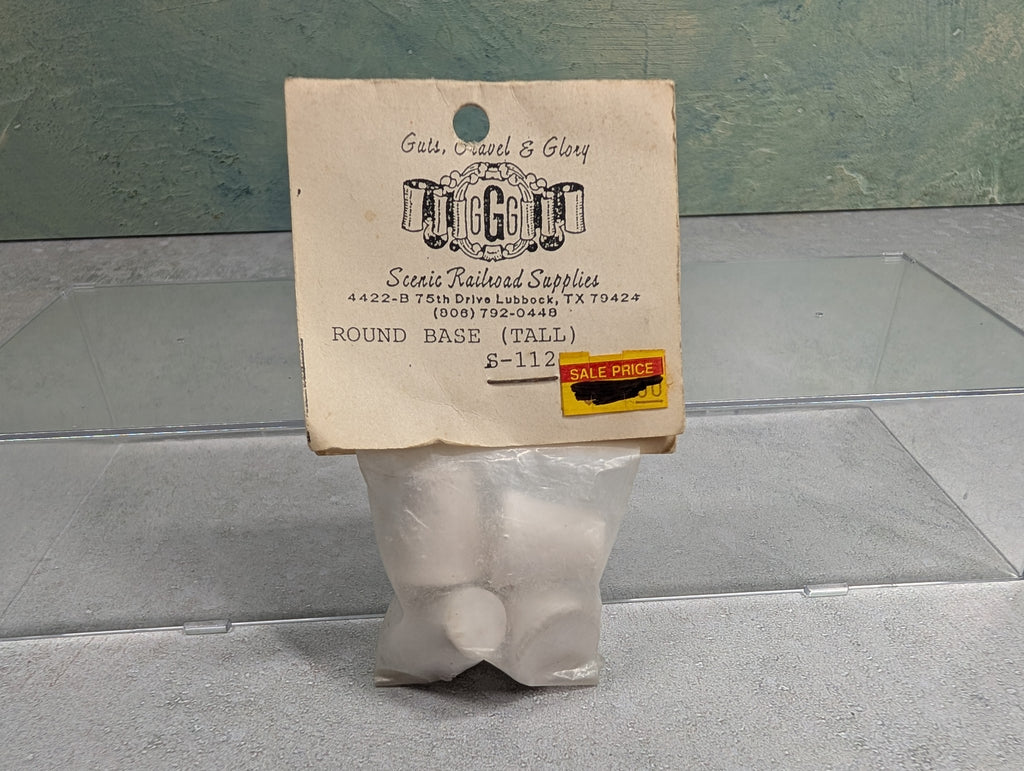 Guts, Gravel & Glory
GGG
Scenic Railroad Supplies
4422-B 75th Drive Lubbock, TX 79424
(806) 792-0448
ROUND BASE (TALL)
S-112
SALE PRICE